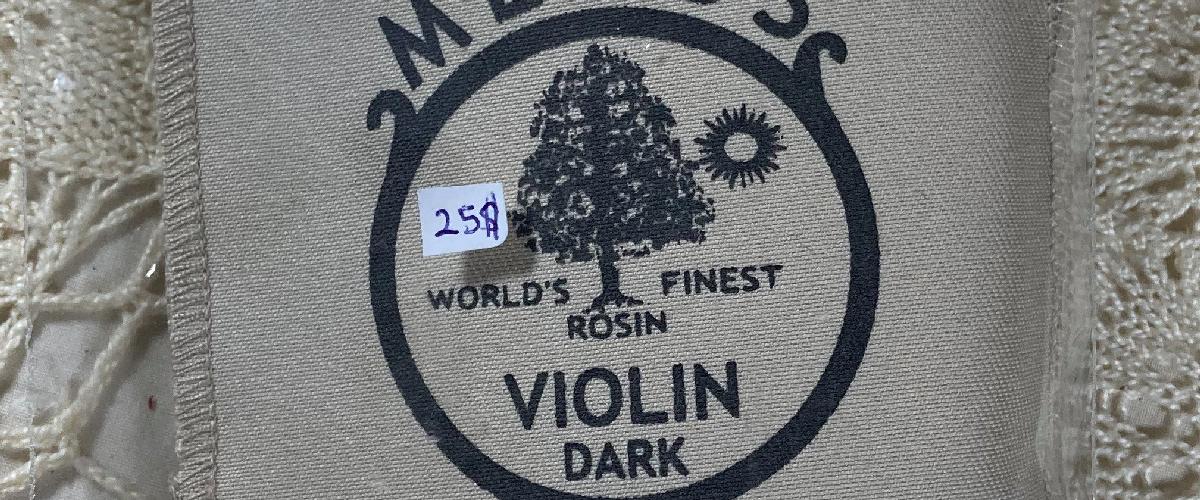 25$
WORLD'S FINEST
ROSIN
VIOLIN
DARK